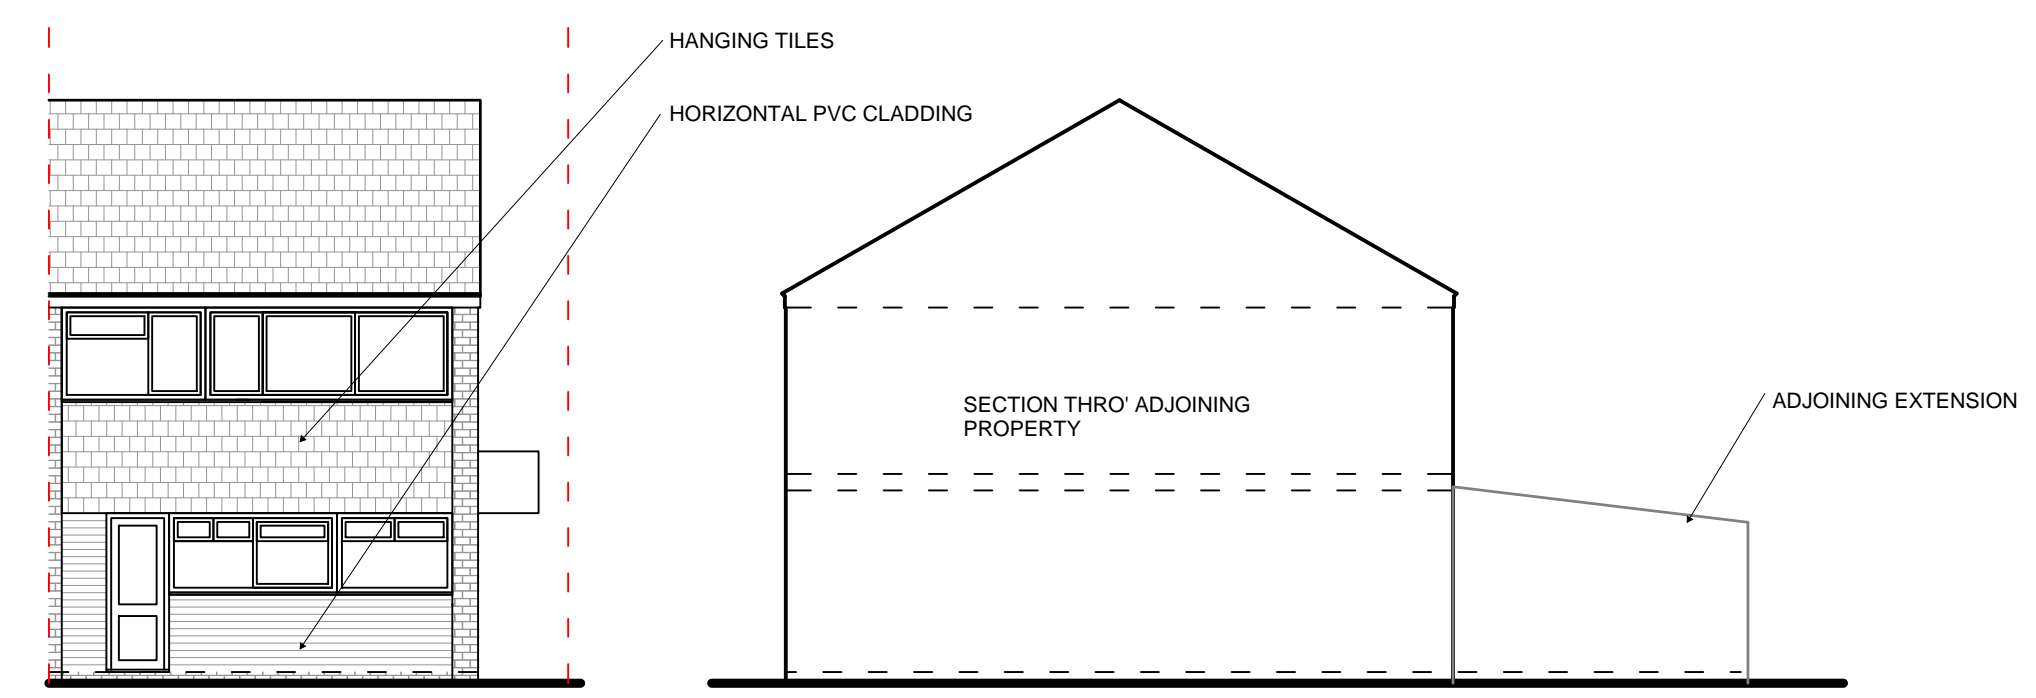 HANGING TILES
HORIZONTAL PVC CLADDING
SECTION THRO' ADJOINING
PROPERTY
ADJOINING EXTENSION